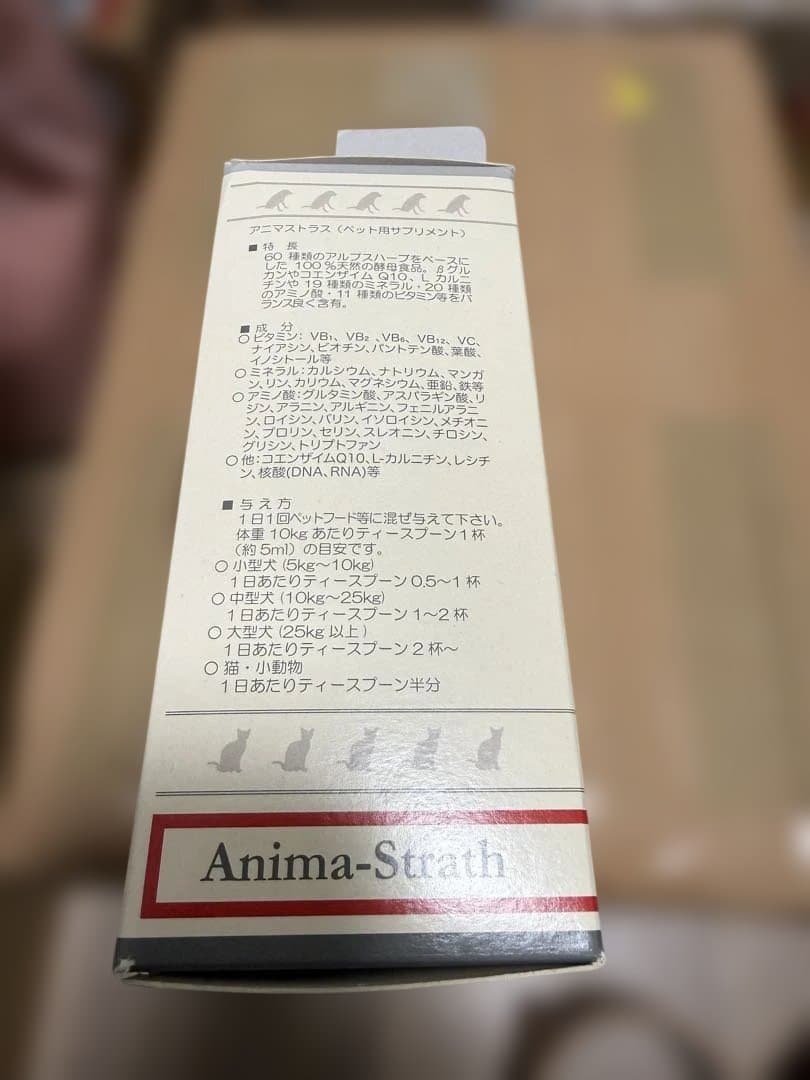 アニマストラス（ペット用サプリメント）
■ 特 長
60 種類のアルプスハーブをベースに
した 100％天然の酵母食品。βグル
カンやコエンザイム Q10、L カルニ
チンや 19 種類のミネラル・20 種類
のアミノ酸・11 種類のビタミン等をバ
ランス良く含有。
■ 成 分
○ ビタミン： VB₁、VB₂ 、VB₆、VB₁₂、VC、
ナイアシン、ビオチン、パントテン酸、葉酸、
イノシトール等
○ ミネラル：カルシウム、ナトリウム、マンガ
ン、リン、カリウム、マグネシウム、亜鉛、鉄等
○ アミノ酸：グルタミン酸、アスパラギン酸、リ
ジン、アラニン、アルギニン、フェニルアラニ
ン、ロイシン、バリン、イソロイシン、メチオニ
ン、プロリン、セリン、スレオニン、チロシン、
グリシン、トリプトファン
○ 他：コエンザイムQ10、L-カルニチン、レシチ
ン、核酸(DNA、RNA)等
■ 与え方
1日1回ペットフード等に混ぜ与えて下さい。
体重 10kg あたりティースプーン1 杯
（約 5ml）の目安です。
○ 小型犬 (5kg～10kg)
1日あたりティースプーン 0.5～1 杯
○ 中型犬 (10kg～25kg)
1日あたりティースプーン 1～2 杯
○ 大型犬 (25kg 以上)
1日あたりティースプーン 2 杯～
○ 猫・小動物
1日あたりティースプーン半分
Anima-Strath